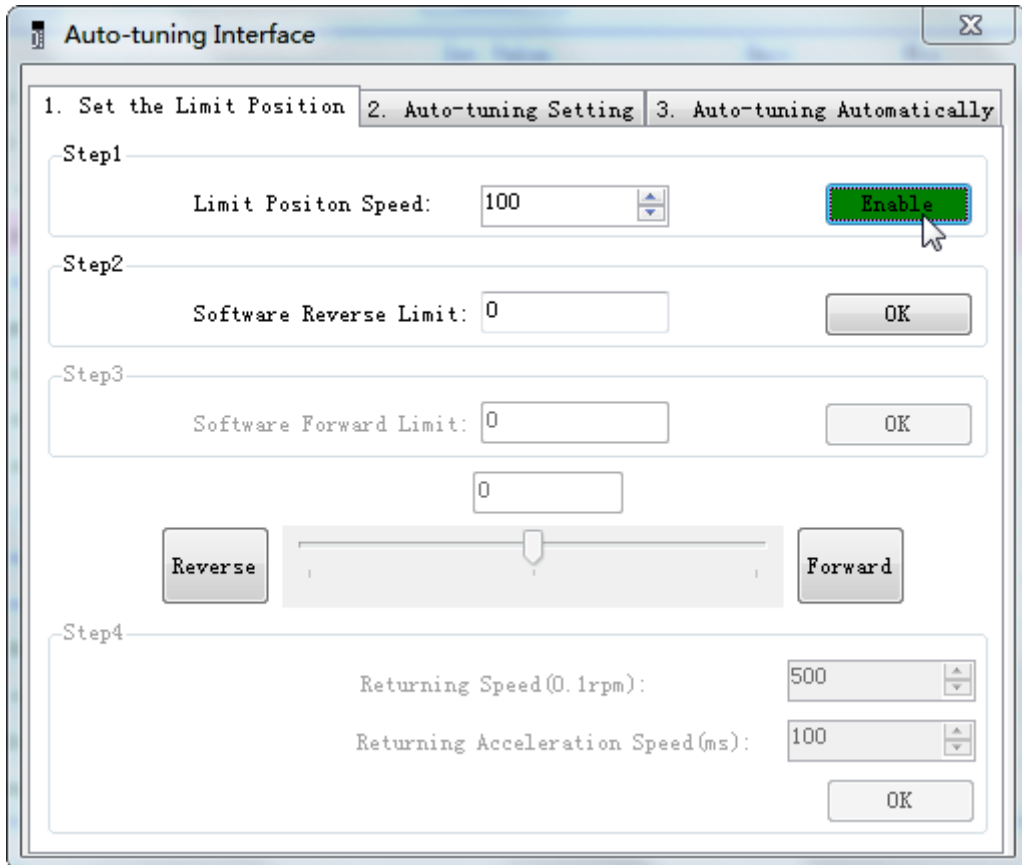 Auto-tuning Interface
1. Set the Limit Position 2. Auto-tuning Setting 3. Auto-tuning Automatically
Step1
Limit Positon Speed: 100 Enable
Step2
Software Reverse Limit: 0 OK
Step3
Software Forward Limit: 0 OK
0
Reverse Forward
Step4
Returning Speed(0.1rpm): 500
Returning Acceleration Speed(ms): 100
OK